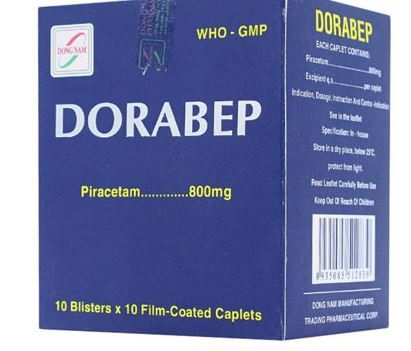 DONG NAM
WHO - GMP
DORABEP
Piracetam.............800mg
10 Blisters x 10 Film-Coated Caplets
DORABEP
EACH CAPLET CONTAINS:
Piracetam..........................800mg
Excipient q.s......................per caplet
Indication, Dosage, Instruction And Contra-indication
See in the leaflet
Specification: In - house
Store in a dry place, below 25°C,
protect from light.
Read Leaflet Carefully Before Use
Keep Out Of Reach Of Children
DONG NAM MANUFACTURING
TRADING PHARMACEUTICAL CORP.